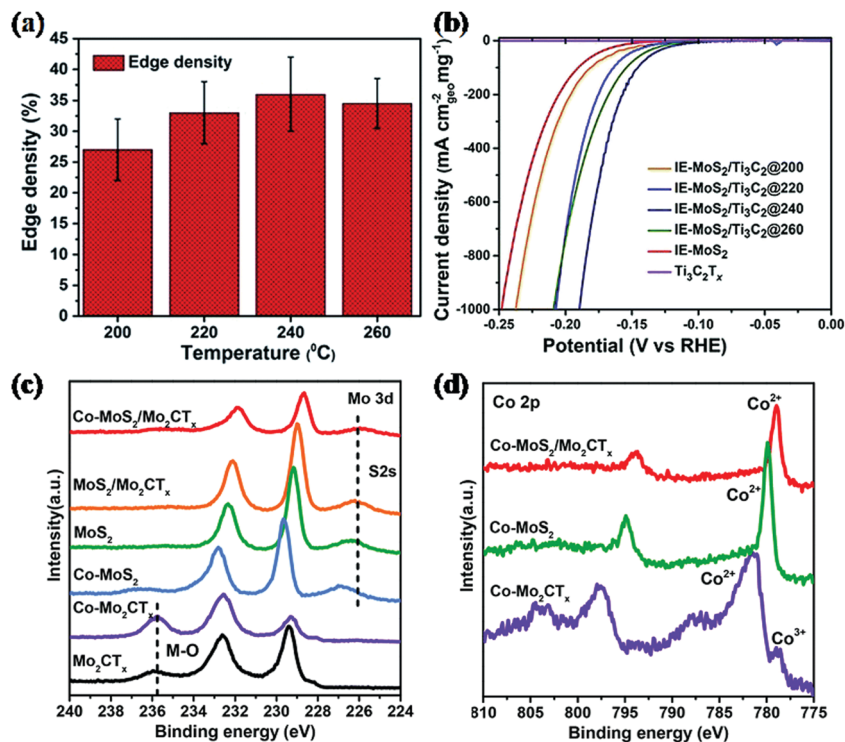 (a)
45
40
35
30
25
20
15
10
5
0
Edge density (%)
Edge density
200 220 240 260
Temperature (⁰C)
(b)
0
-200
-400
-600
-800
-1000
Current density (mA cm⁻²geo mg⁻¹)
IE-MoS₂/Ti₃C₂@200
IE-MoS₂/Ti₃C₂@220
IE-MoS₂/Ti₃C₂@240
IE-MoS₂/Ti₃C₂@260
IE-MoS₂
Ti₃C₂Tₓ
-0.25 -0.20 -0.15 -0.10 -0.05 0.00
Potential (V vs RHE)
(c)
Intensity(a.u.)
Mo 3d
Co-MoS₂/Mo₂CTₓ
S2s
MoS₂/Mo₂CTₓ
MoS₂
Co-MoS₂
Co-Mo₂CTₓ
M-O
Mo₂CTₓ
240 236 232 228 224
Binding energy (eV)
(d)
Intensity(a.u.)
Co 2p
Co²⁺
Co-MoS₂/Mo₂CTₓ
Co²⁺
Co-MoS₂
Co²⁺
Co-Mo₂CTₓ
Co³⁺
810 805 800 795 790 785 780 775
Binding energy (eV)